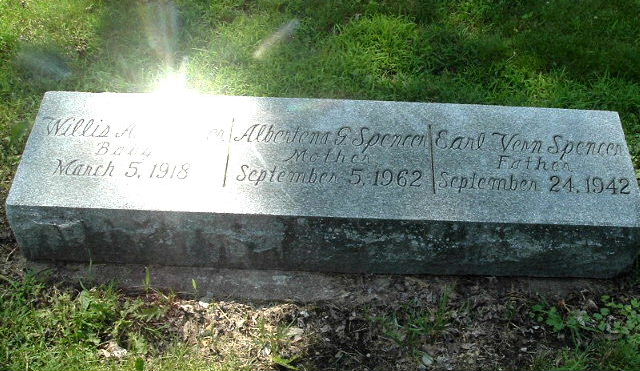 Willis A
Baby
March 5, 1918
Albertena G Spencer
Mother
September 5, 1962
Earl Vern Spencer
Father
September 24, 1942